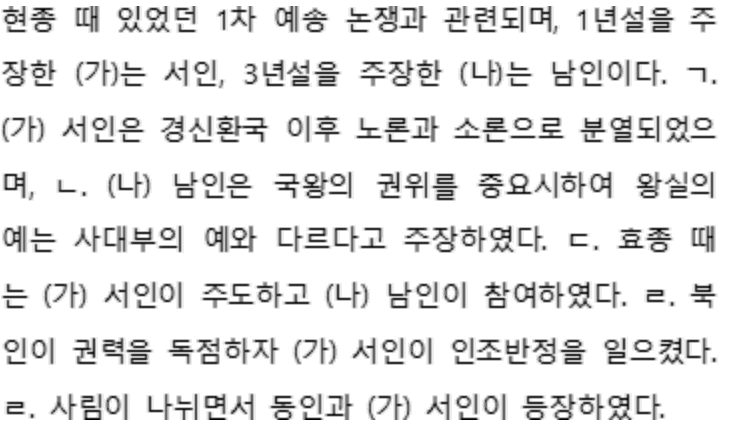 현종 때 있었던 1차 예송 논쟁과 관련되며, 1년설을 주
장한 (가)는 서인, 3년설을 주장한 (나)는 남인이다. ㄱ.
(가) 서인은 경신환국 이후 노론과 소론으로 분열되었으
며, ㄴ. (나) 남인은 국왕의 권위를 중요시하여 왕실의
예는 사대부의 예와 다르다고 주장하였다. ㄷ. 효종 때
는 (가) 서인이 주도하고 (나) 남인이 참여하였다. ㄹ. 북
인이 권력을 독점하자 (가) 서인이 인조반정을 일으켰다.
ㄹ. 사림이 나뉘면서 동인과 (가) 서인이 등장하였다.